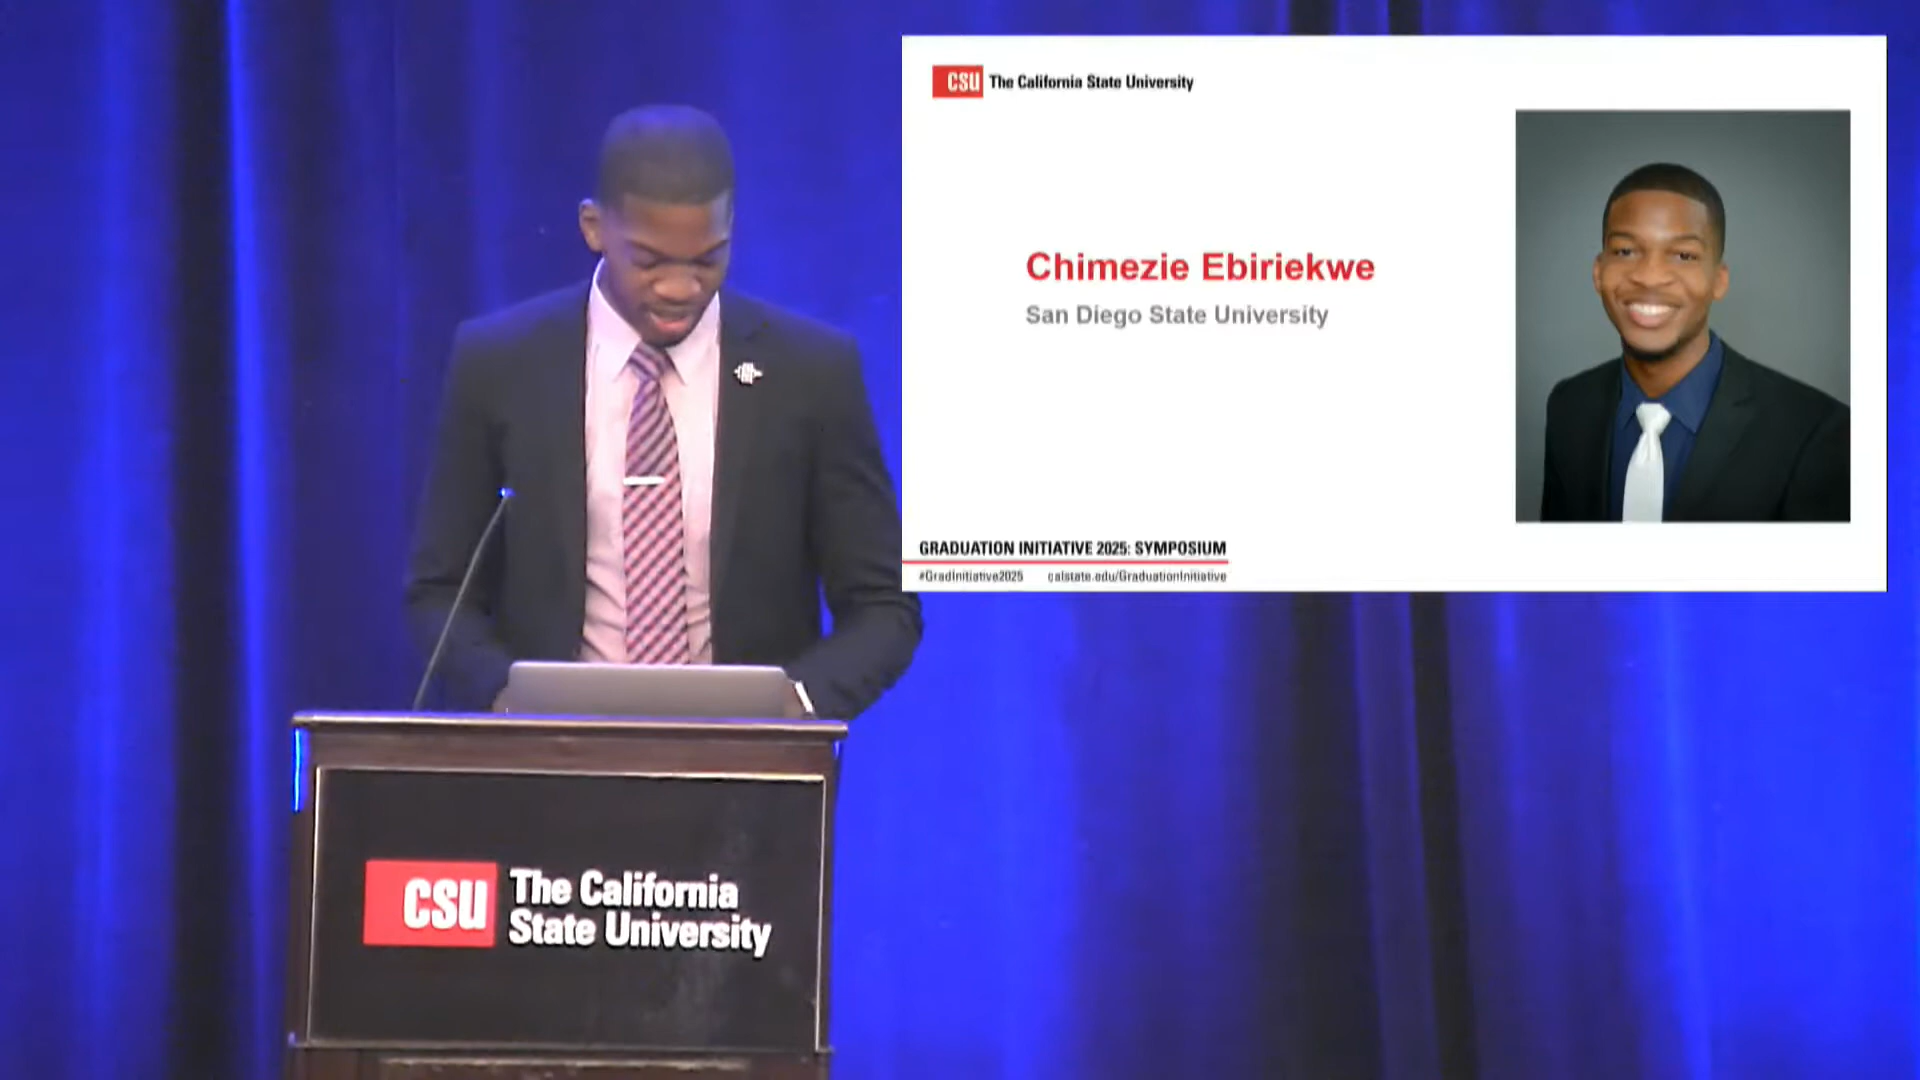 CSU The California State University
Chimezie Ebiriekwe
San Diego State University
GRADUATION INITIATIVE 2025: SYMPOSIUM
#GradInitiative2025 calstate.edu/GraduationInitiative
CSU The California
State University